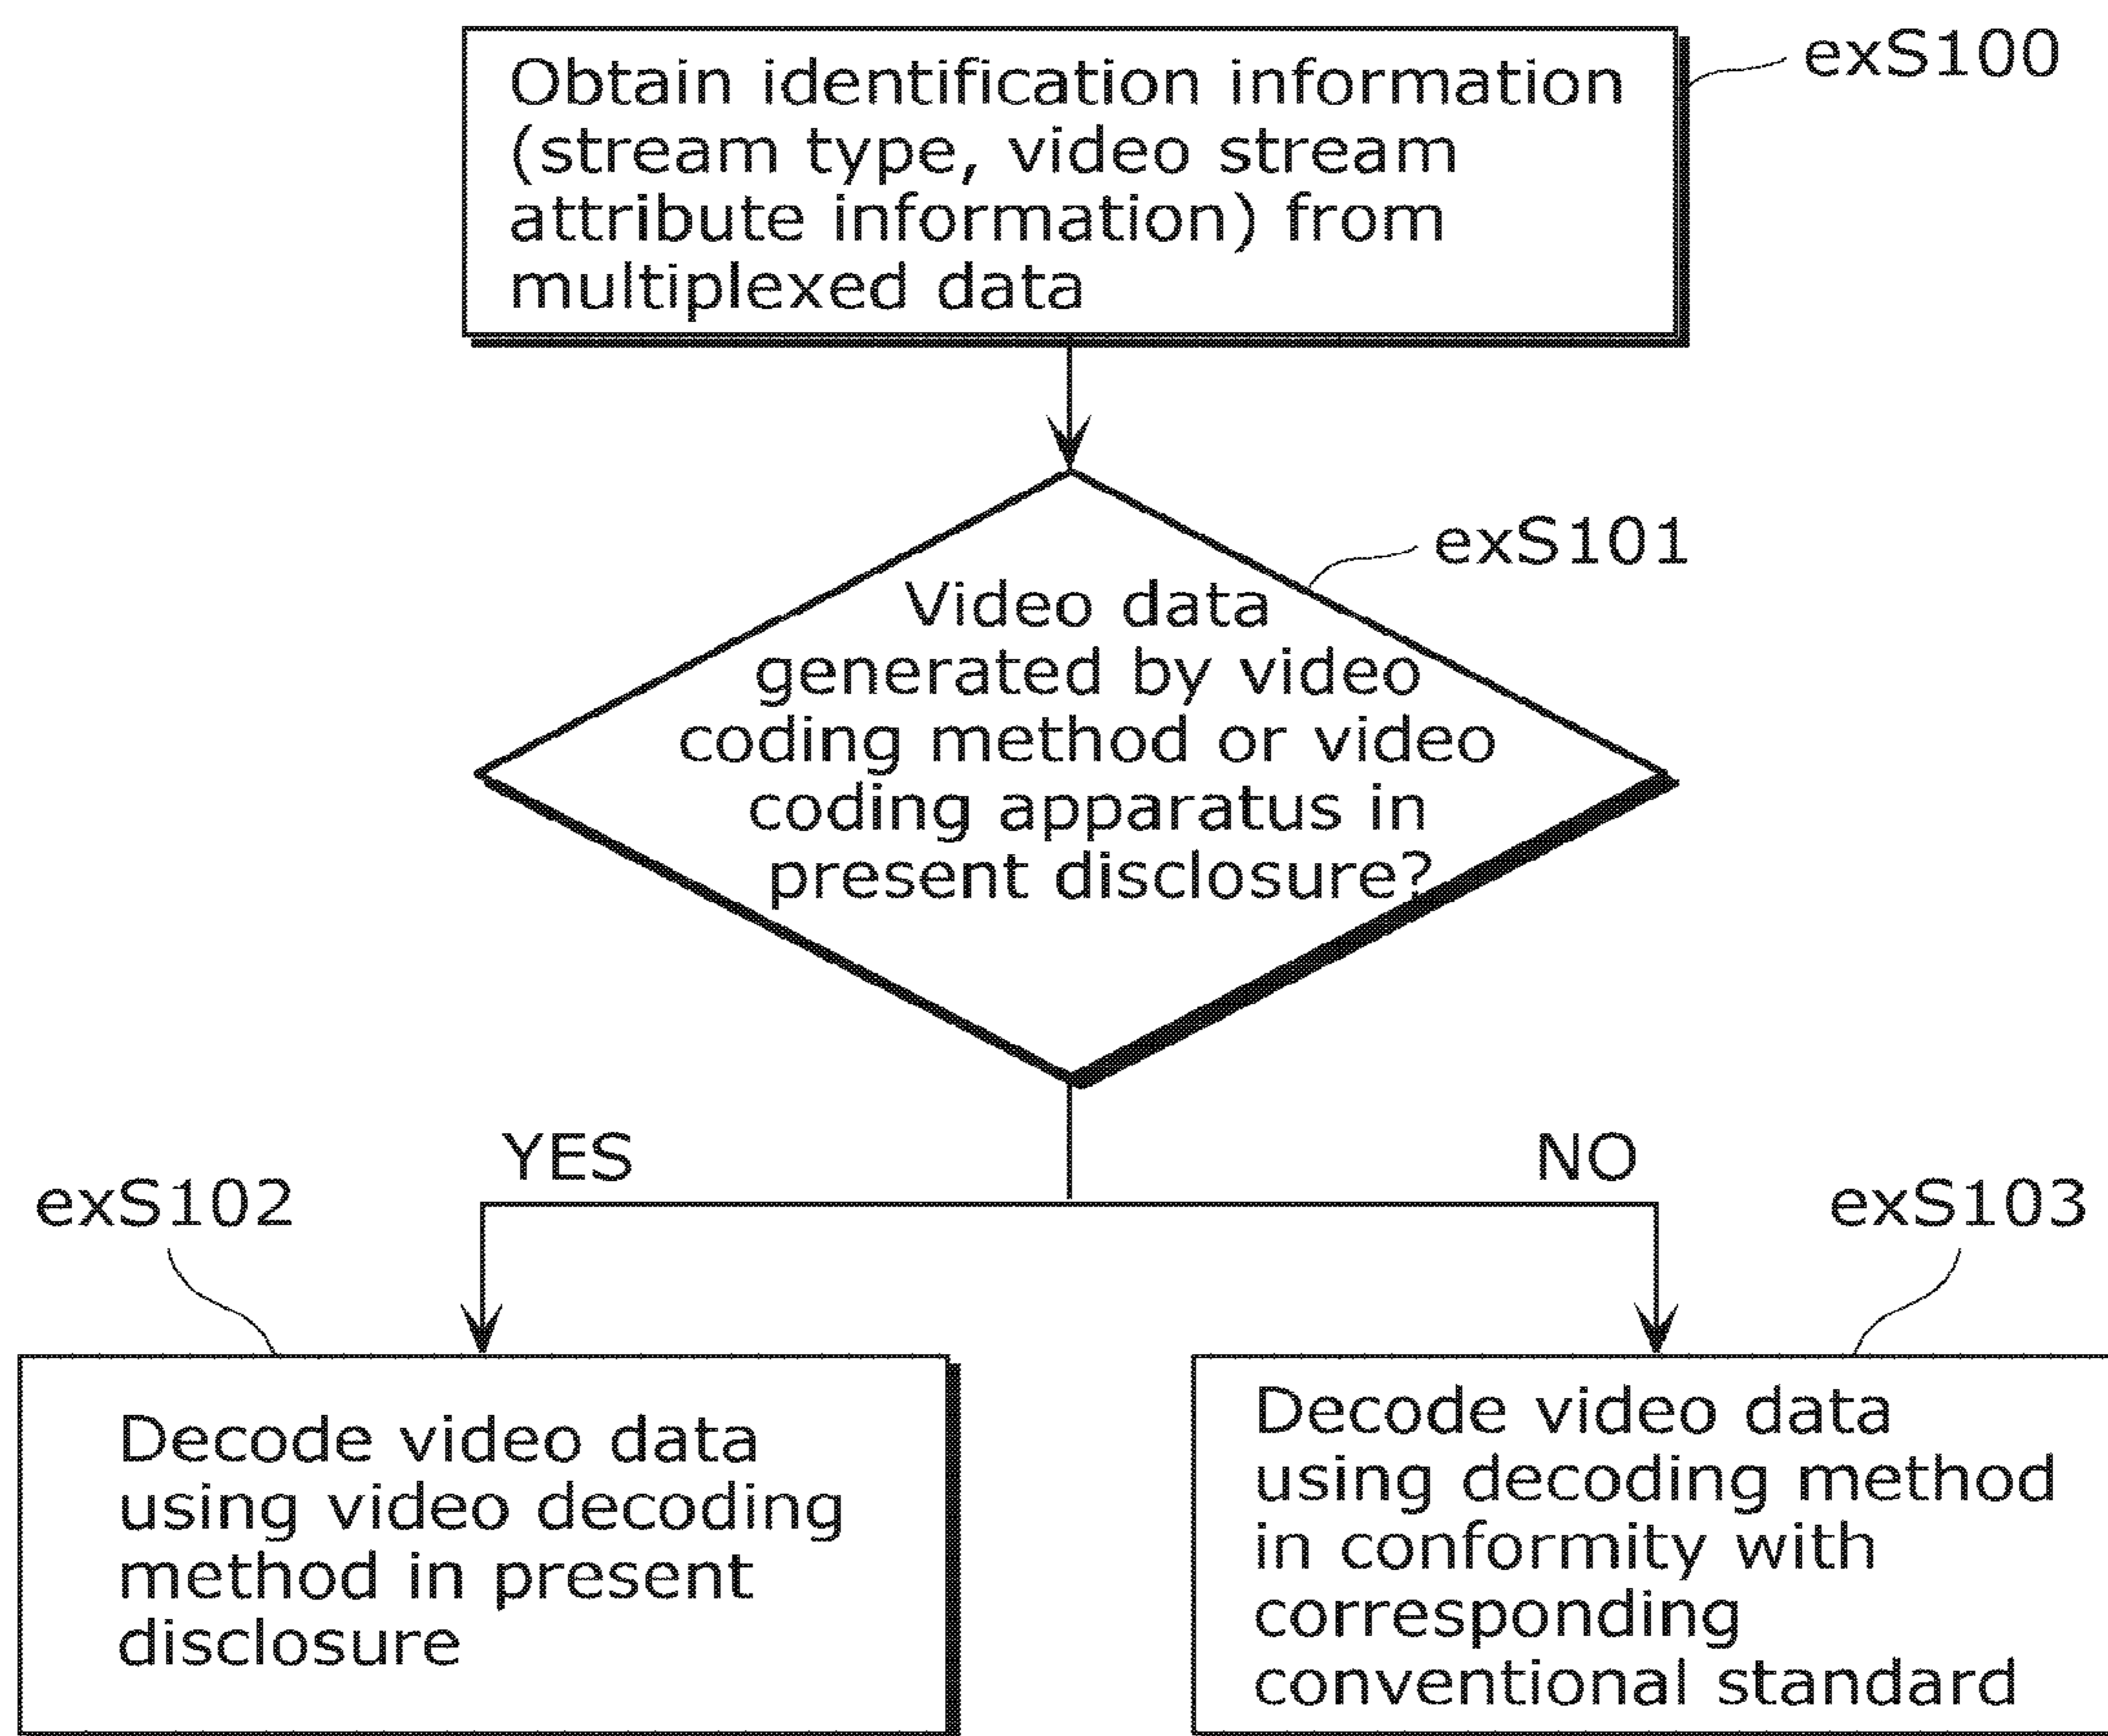 Obtain identification information
(stream type, video stream
attribute information) from
multiplexed data
exS100
exS101
Video data
generated by video
coding method or video
coding apparatus in
present disclosure?
YES
NO
exS102
exS103
Decode video data
using video decoding
method in present
disclosure
Decode video data
using decoding method
in conformity with
corresponding
conventional standard